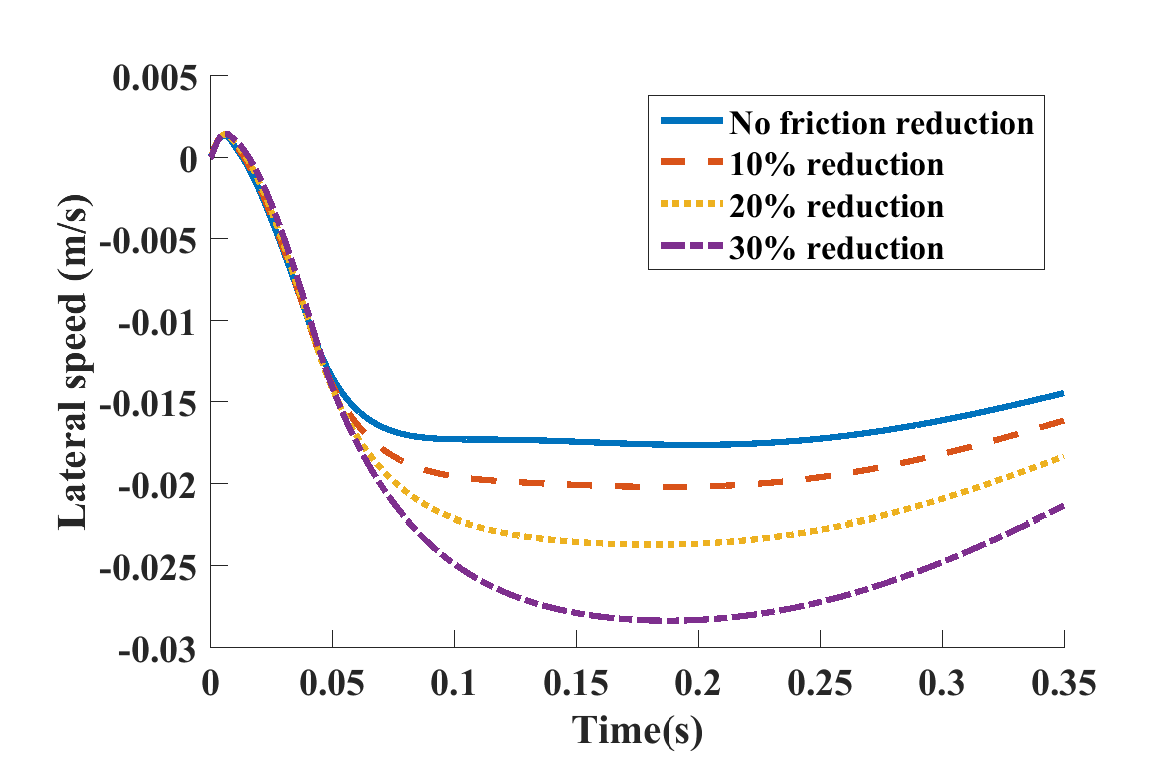 0.005
0
-0.005
-0.01
-0.015
-0.02
-0.025
-0.03
Lateral speed (m/s)
No friction reduction
10% reduction
20% reduction
30% reduction
0 0.05 0.1 0.15 0.2 0.25 0.3 0.35
Time(s)